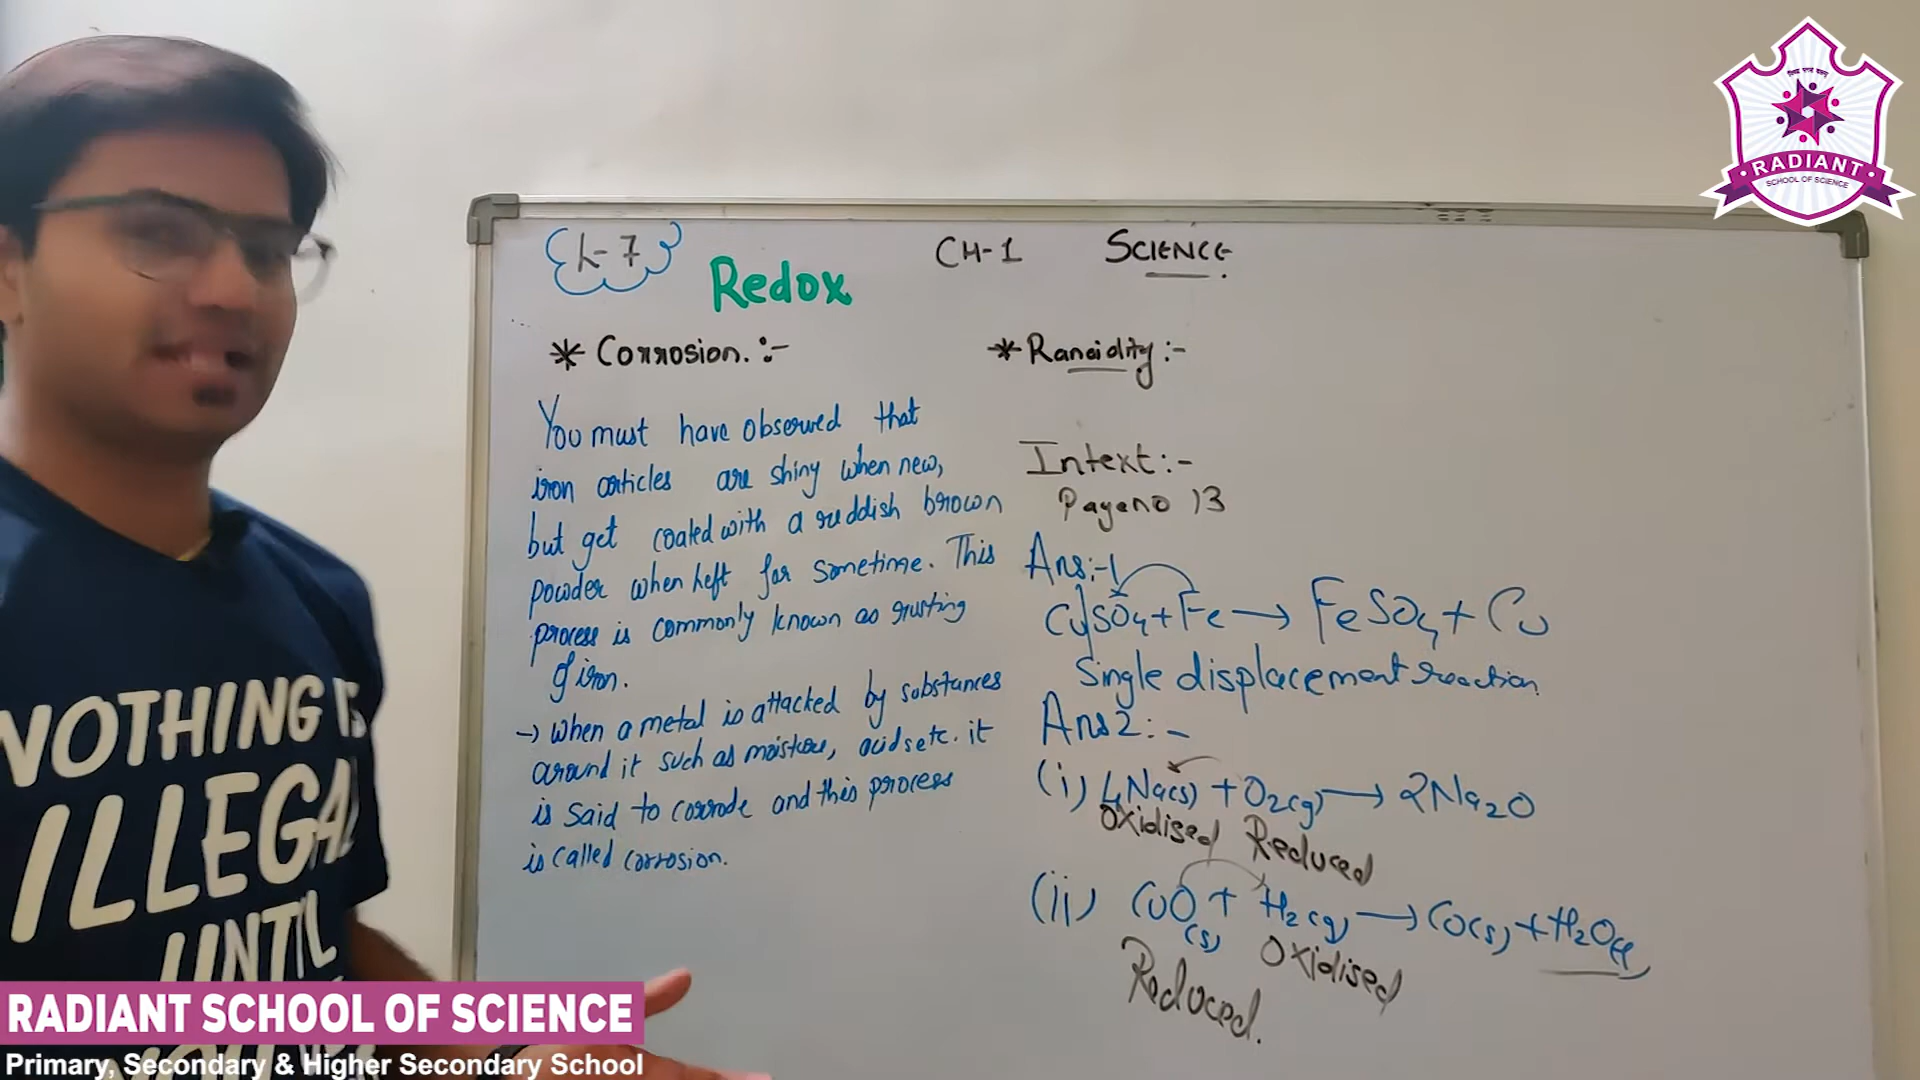 L-7
Redox
CH-1
SCIENCE
* Corrosion. :-
You must have observed that
iron articles are shiny when new,
but get coated with a reddish brown
powder when left for sometime. This
process is commonly known as rusting
of iron.
→ When a metal is attacked by substances
around it such as moisture, acids etc. it
is said to corrode and this process
is called corrosion.
* Rancidity :-
Intext :-
Pageno 13
Ans:-1
CuSO4 + Fe → FeSO4 + Cu
Single displacement reaction
Ans 2 :-
(i) 4Na(s) + O2(g) → 2Na2O
Oxidised Reduced
(ii) CuO + H2(g) → Cu(s) + H2O(l)
(s) Oxidised
Reduced.
NOTHING IS
ILLEGAL
UNTIL
RADIANT
SCHOOL OF SCIENCE
RADIANT SCHOOL OF SCIENCE
Primary, Secondary & Higher Secondary School